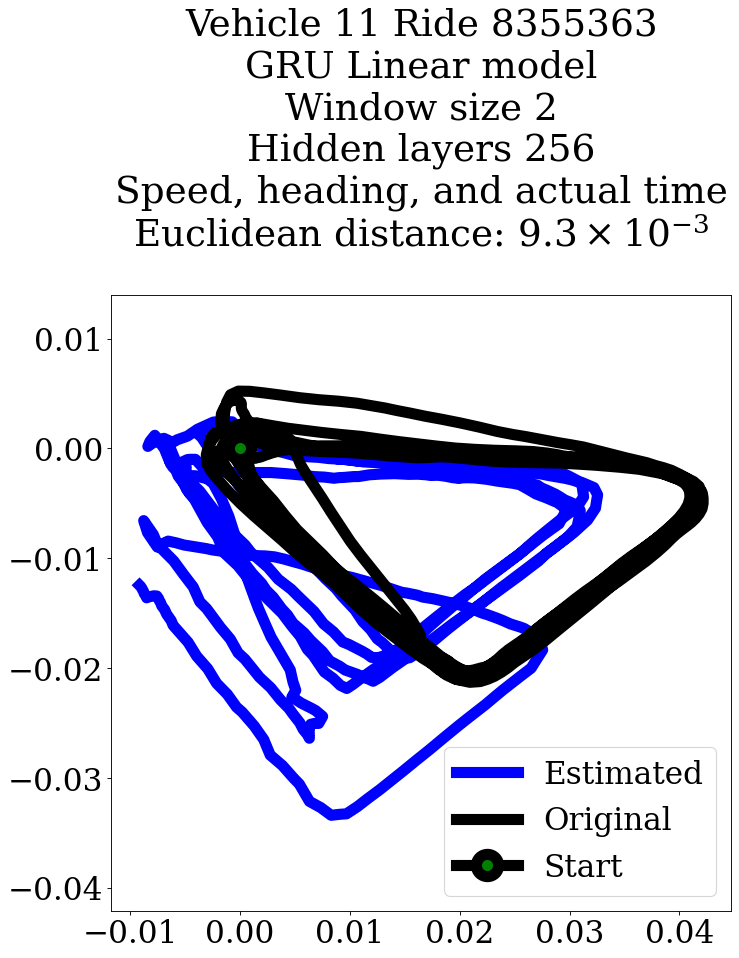 Vehicle 11 Ride 8355363
GRU Linear model
Window size 2
Hidden layers 256
Speed, heading, and actual time
Euclidean distance: 9.3 × 10⁻³
0.01
0.00
−0.01
−0.02
−0.03
−0.04
Estimated
Original
Start
−0.01 0.00 0.01 0.02 0.03 0.04